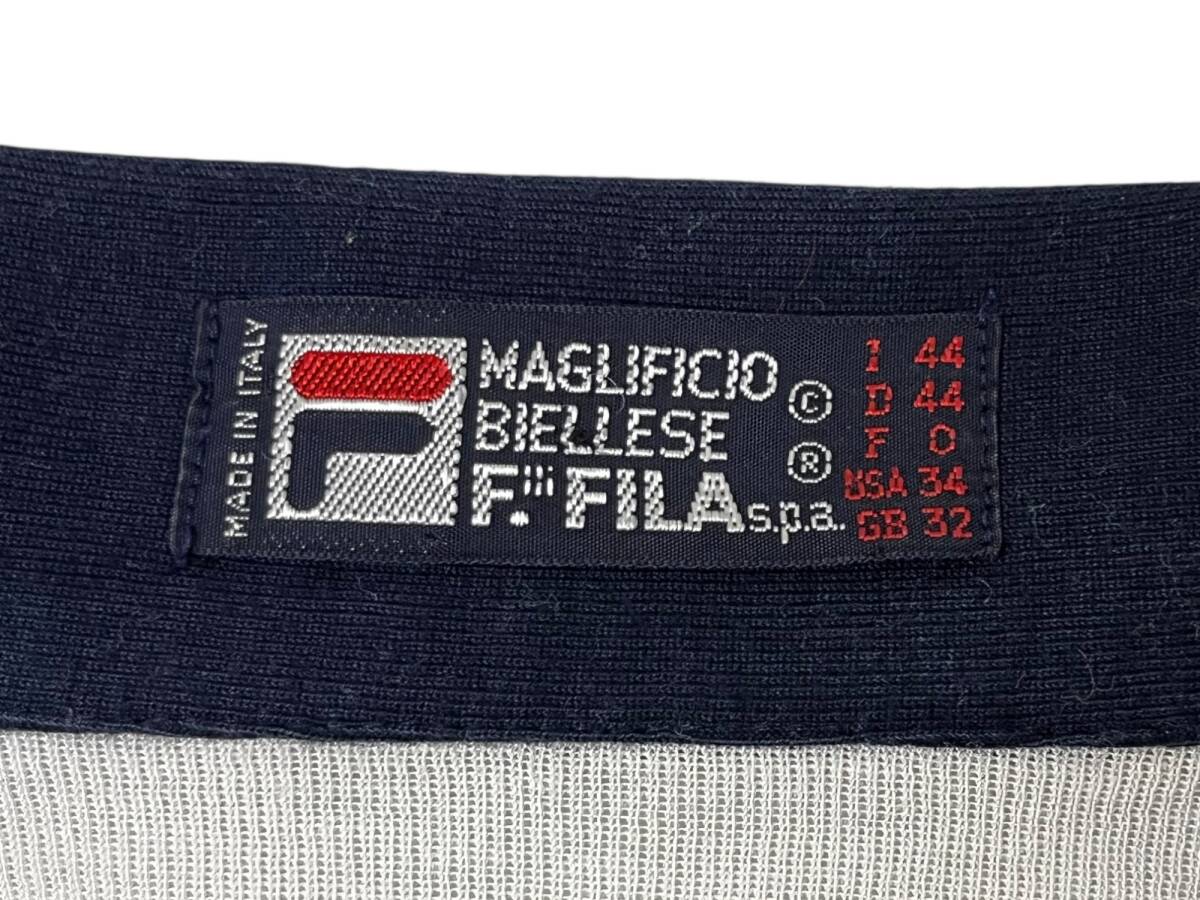 MADE IN ITALY
MAGLIFICIO
BIELLESE
F.lli FILA s.p.a.
©
®
I 44
D 44
F 0
USA 34
GB 32